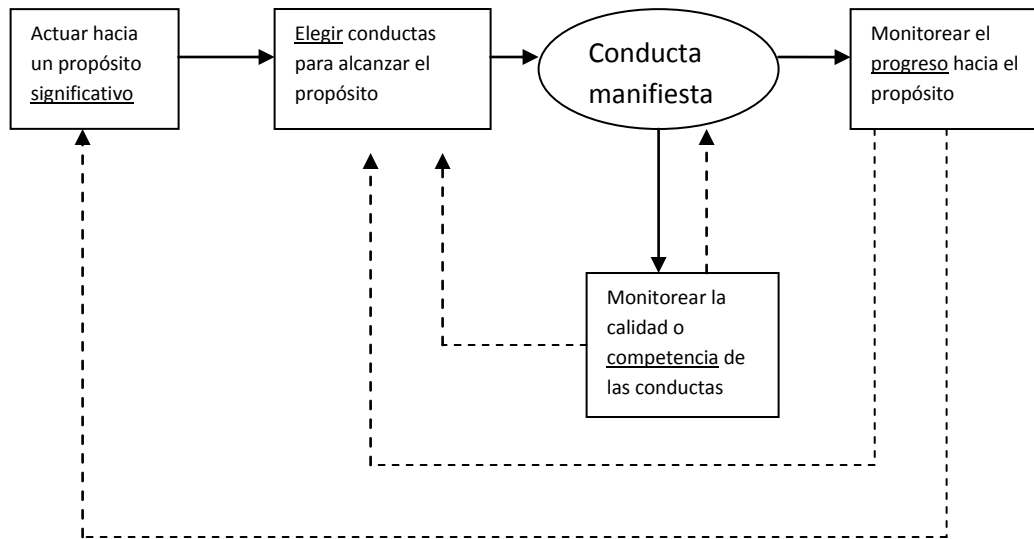 Actuar hacia
un propósito
significativo
Elegir conductas
para alcanzar el
propósito
Conducta
manifiesta
Monitorear el
progreso hacia el
propósito
Monitorear la
calidad o
competencia de
las conductas